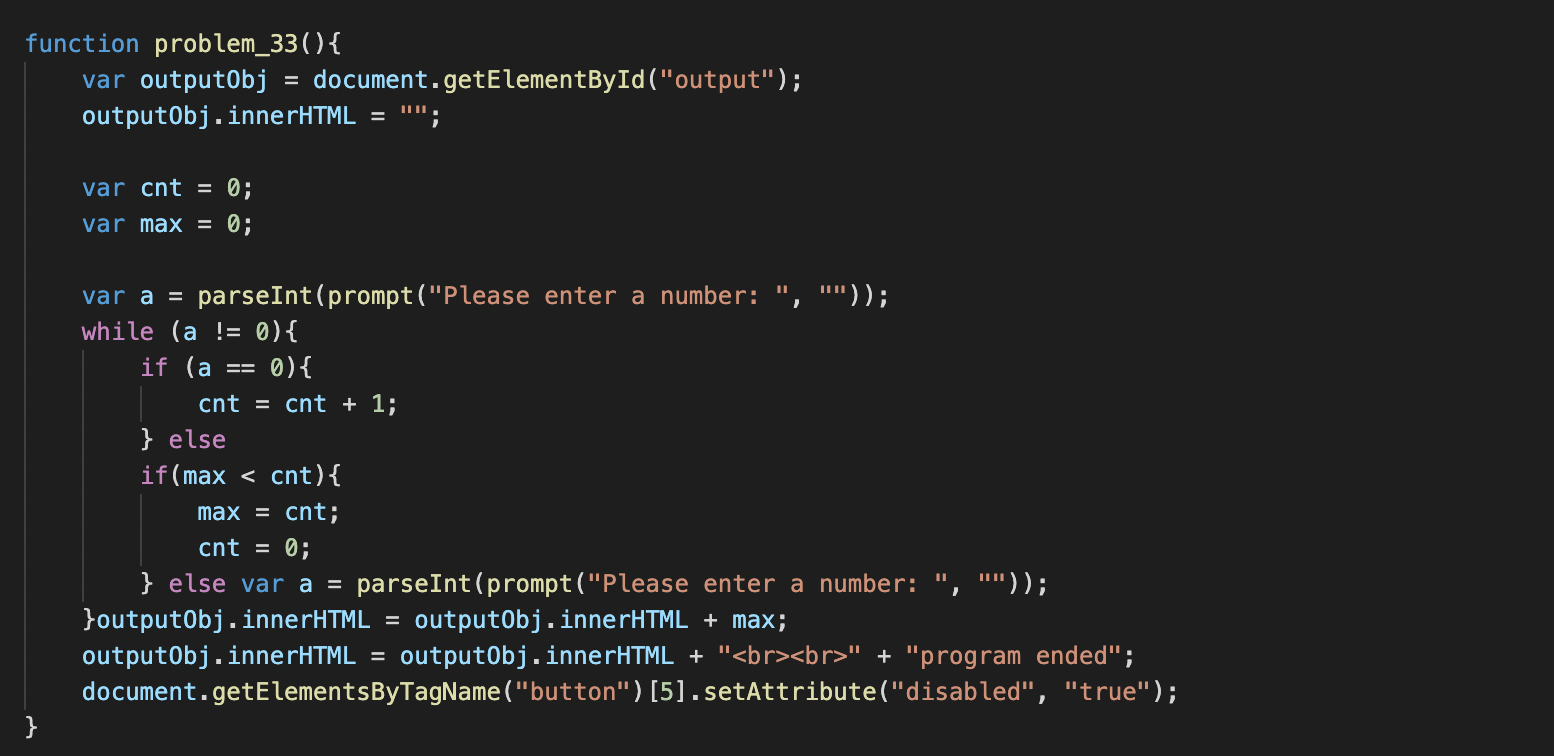 function problem_33(){
    var outputObj = document.getElementById("output");
    outputObj.innerHTML = "";

    var cnt = 0;
    var max = 0;

    var a = parseInt(prompt("Please enter a number: ", ""));
    while (a != 0){
        if (a == 0){
            cnt = cnt + 1;
        } else
        if(max < cnt){
            max = cnt;
            cnt = 0;
        } else var a = parseInt(prompt("Please enter a number: ", ""));
    }outputObj.innerHTML = outputObj.innerHTML + max;
    outputObj.innerHTML = outputObj.innerHTML + "<br><br>" + "program ended";
    document.getElementsByTagName("button")[5].setAttribute("disabled", "true");
}